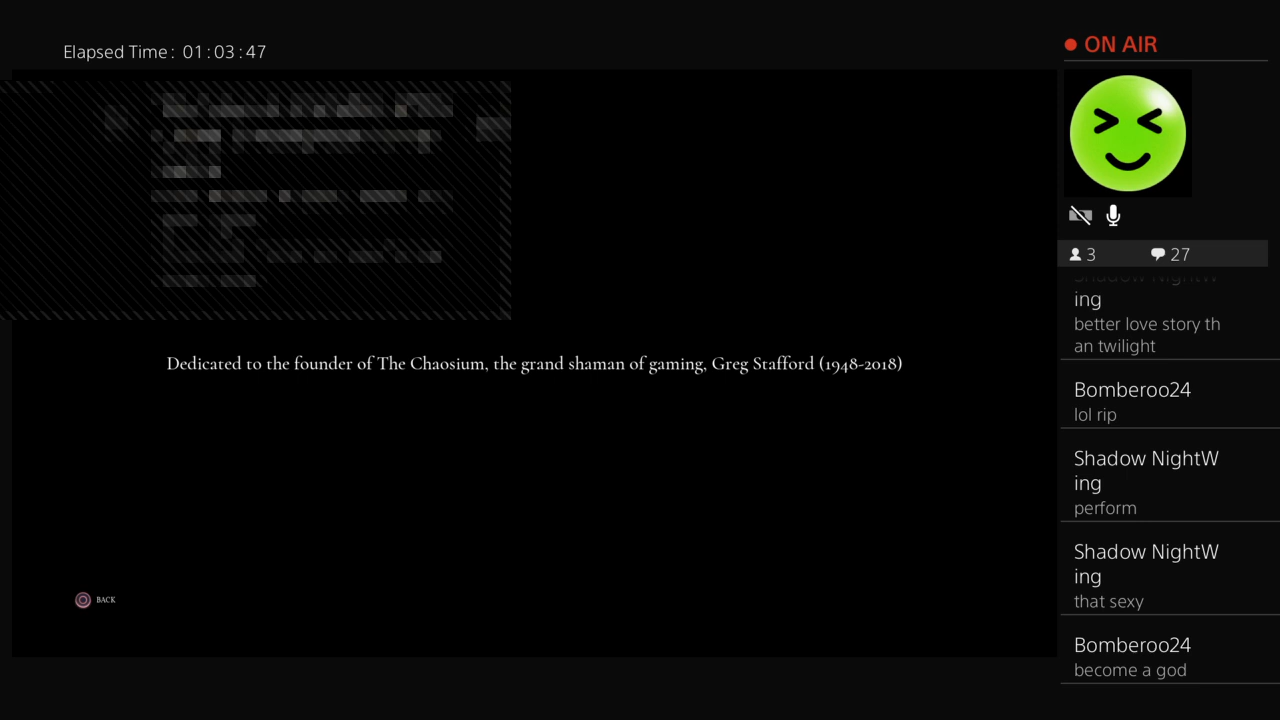 Elapsed Time: 01:03:47
ON AIR
3
27
Shadow NightW
ing
better love story th
an twilight
Bomberoo24
lol rip
Shadow NightW
ing
perform
Shadow NightW
ing
that sexy
Bomberoo24
become a god
Dedicated to the founder of The Chaosium, the grand shaman of gaming, Greg Stafford (1948-2018)
BACK